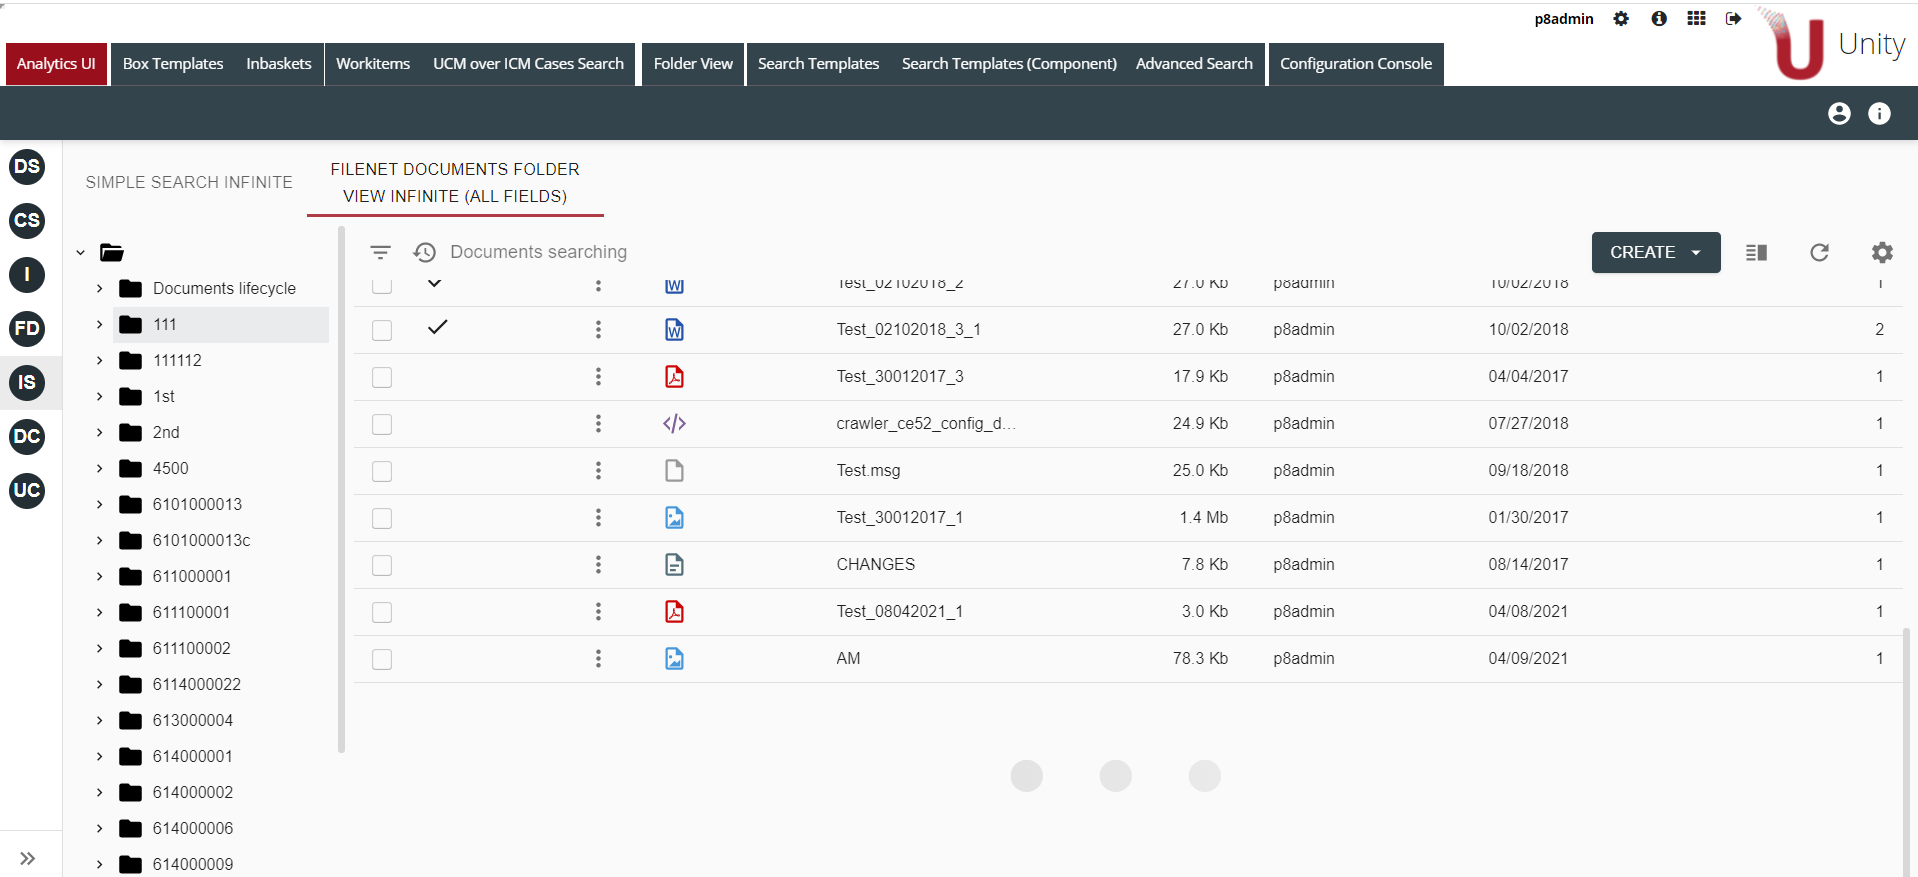 p8admin
Unity
Analytics UI Box Templates Inbaskets Workitems UCM over ICM Cases Search Folder View Search Templates Search Templates (Component) Advanced Search Configuration Console
DS
CS
I
FD
IS
DC
UC
SIMPLE SEARCH INFINITE
FILENET DOCUMENTS FOLDER
VIEW INFINITE (ALL FIELDS)
Documents lifecycle
111
111112
1st
2nd
4500
6101000013
6101000013c
611000001
611100001
611100002
6114000022
613000004
614000001
614000002
614000006
614000009
Documents searching
CREATE
Test_02102018_2 27.0 Kb p8admin 10/02/2018 1
Test_02102018_3_1 27.0 Kb p8admin 10/02/2018 2
Test_30012017_3 17.9 Kb p8admin 04/04/2017 1
crawler_ce52_config_d... 24.9 Kb p8admin 07/27/2018 1
Test.msg 25.0 Kb p8admin 09/18/2018 1
Test_30012017_1 1.4 Mb p8admin 01/30/2017 1
CHANGES 7.8 Kb p8admin 08/14/2017 1
Test_08042021_1 3.0 Kb p8admin 04/08/2021 1
AM 78.3 Kb p8admin 04/09/2021 1